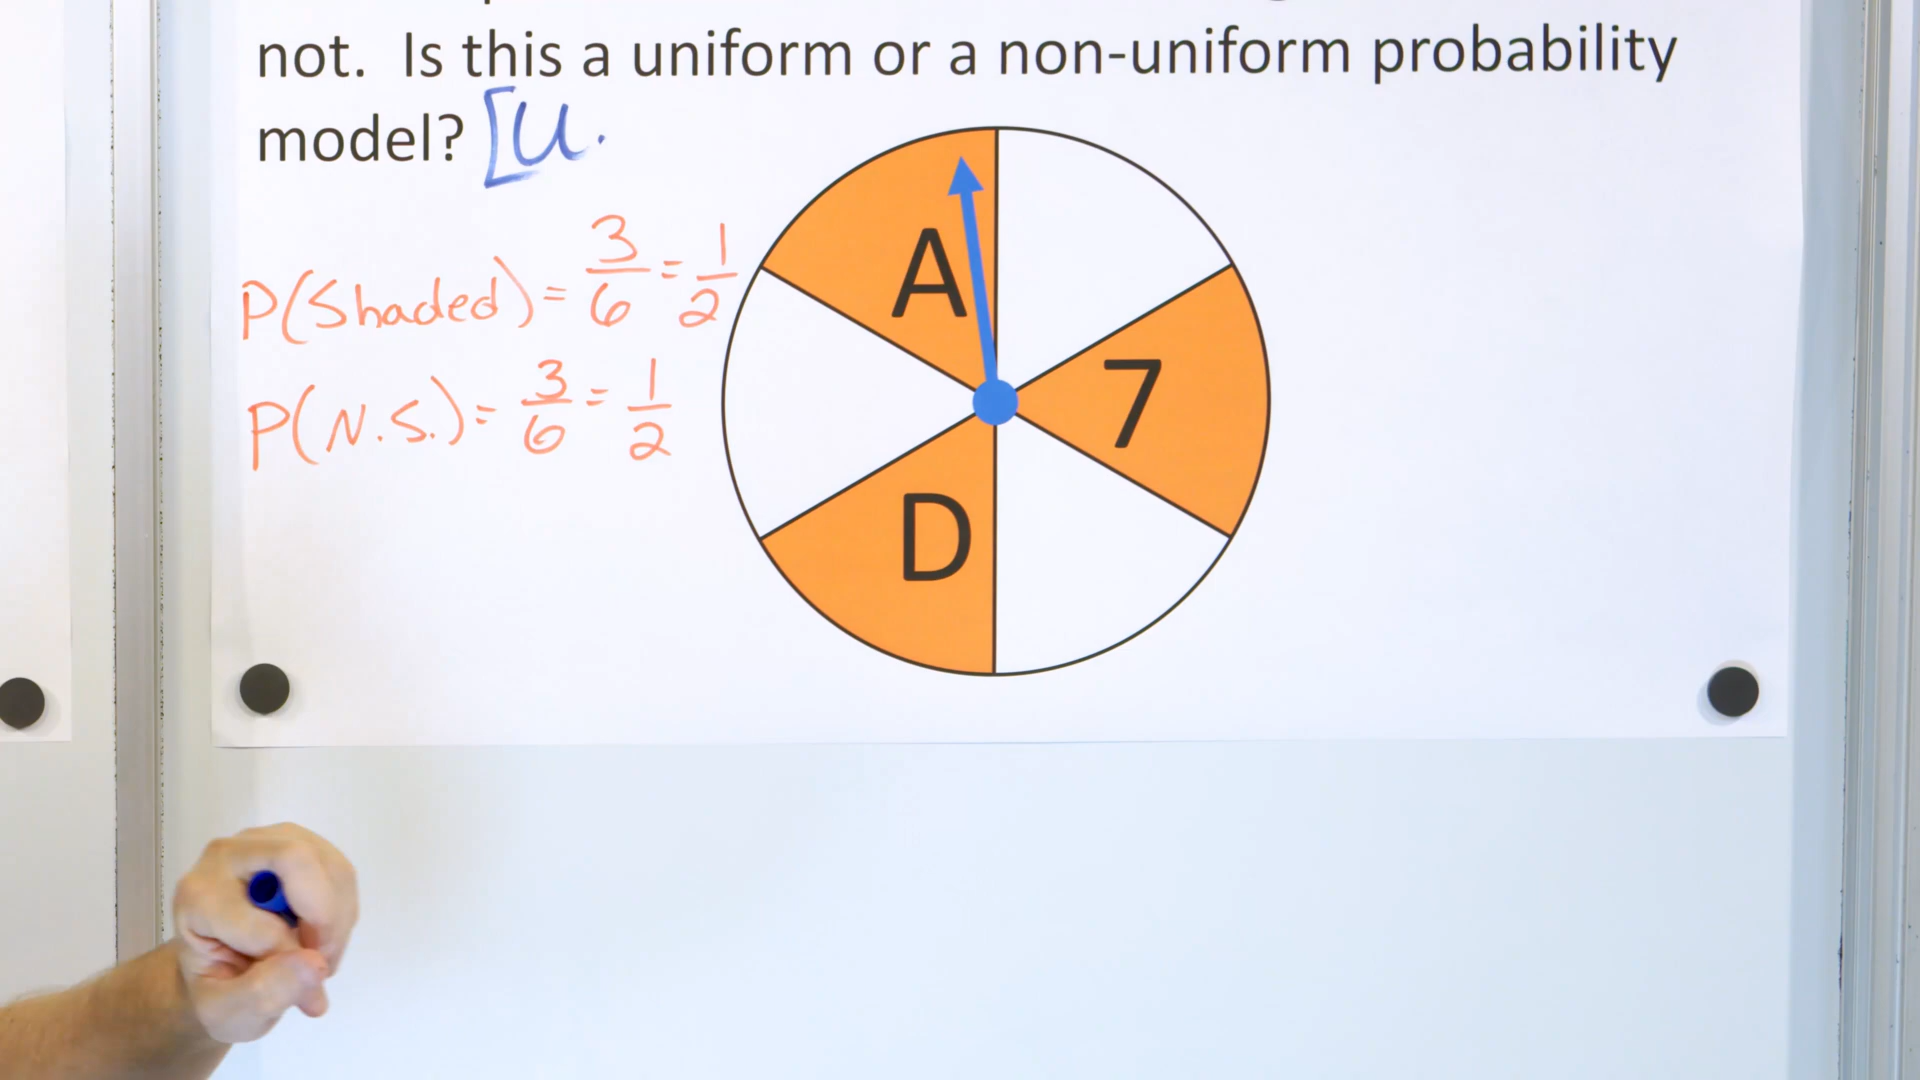 not. Is this a uniform or a non-uniform probability
model? [U.
P(Shaded) = 3/6 = 1/2
P(N.S.) = 3/6 = 1/2
A
7
D